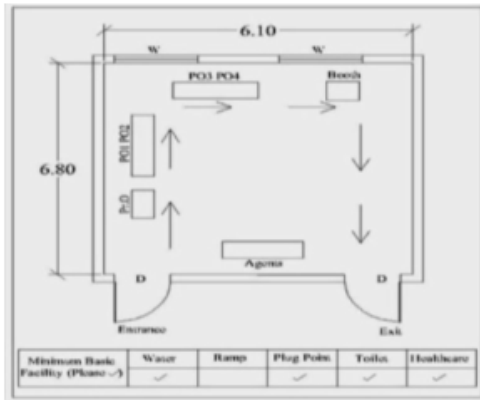 6.10
W W
PO3 PO4 Booth
PO1 PO2
6.80
P.O
Agents
D D
Entrance Exit
Minimum Basic Facility (Please ✓) Water Ramp Plug Point Toilet Healthcare
✓ ✓ ✓ ✓